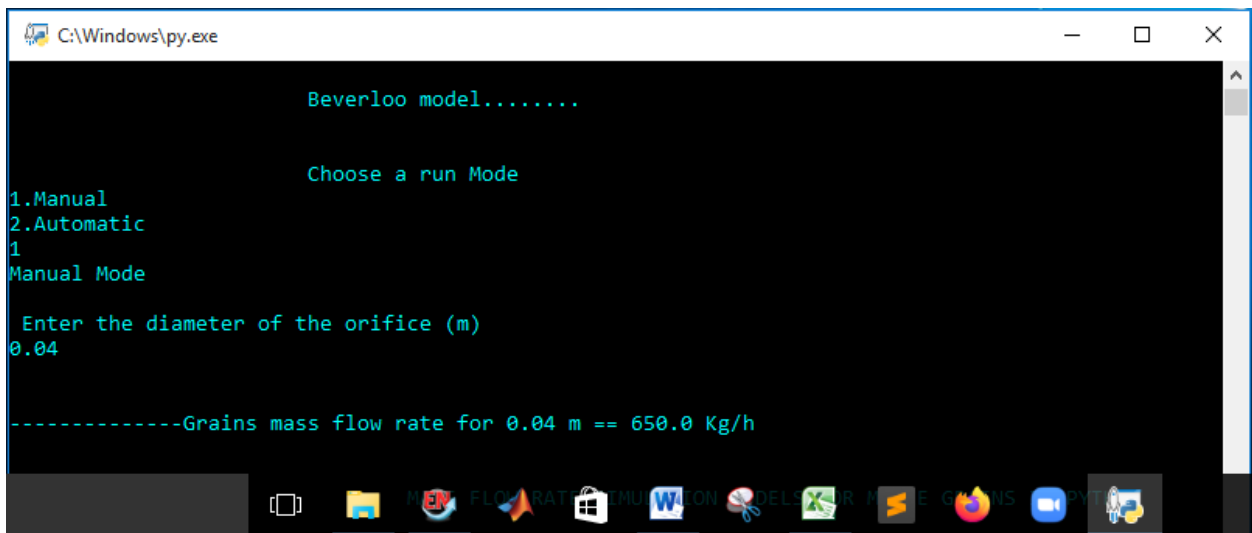 C:\Windows\py.exe
Beverloo model........
Choose a run Mode
1.Manual
2.Automatic
1
Manual Mode
Enter the diameter of the orifice (m)
0.04
--------------Grains mass flow rate for 0.04 m == 650.0 Kg/h